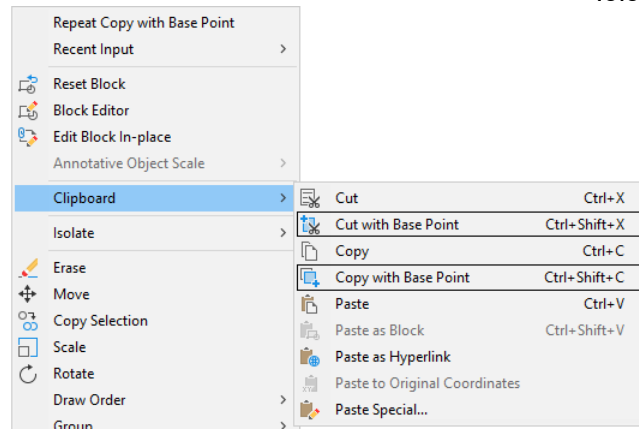 Repeat Copy with Base Point
Recent Input
Reset Block
Block Editor
Edit Block In-place
Annotative Object Scale
Clipboard
Isolate
Erase
Move
Copy Selection
Scale
Rotate
Draw Order
Group
Cut Ctrl+X
Cut with Base Point Ctrl+Shift+X
Copy Ctrl+C
Copy with Base Point Ctrl+Shift+C
Paste Ctrl+V
Paste as Block Ctrl+Shift+V
Paste as Hyperlink
Paste to Original Coordinates
Paste Special...